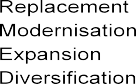 Replacement
Modernisation
Expansion
Diversification